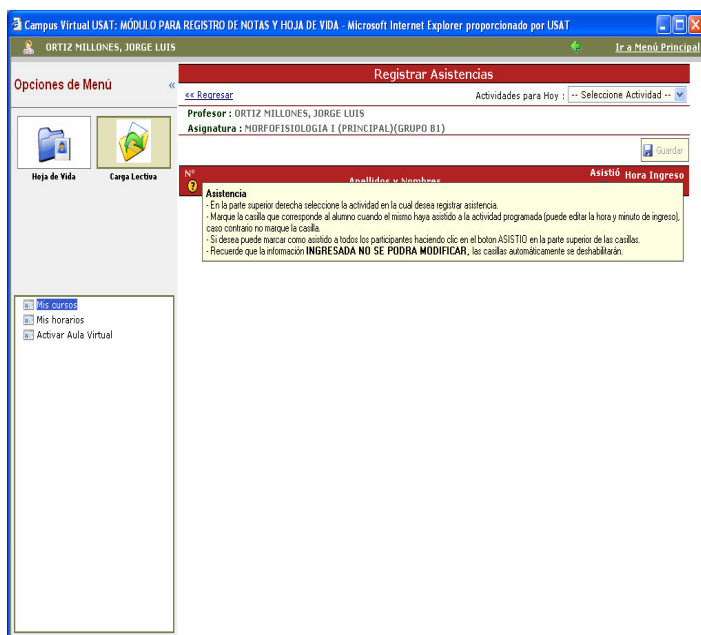 Campus Virtual USAT: MÓDULO PARA REGISTRO DE NOTAS Y HOJA DE VIDA - Microsoft Internet Explorer proporcionado por USAT
ORTIZ MILLONES, JORGE LUIS
Ir a Menú Principal
Opciones de Menú «
Hoja de Vida
Carga Lectiva
Mis cursos
Mis horarios
Activar Aula Virtual
Registrar Asistencias
<< Regresar
Actividades para Hoy : -- Seleccione Actividad --
Profesor : ORTIZ MILLONES, JORGE LUIS
Asignatura : MORFOFISIOLOGIA I (PRINCIPAL)(GRUPO B1)
Guardar
Nº Apellidos y Nombres Asistió Hora Ingreso
?
Asistencia
- En la parte superior derecha seleccione la actividad en la cual desea registrar asistencia.
- Marque la casilla que corresponde al alumno cuando el mismo haya asistido a la actividad programada (puede editar la hora y minuto de ingreso),
caso contrario no marque la casilla.
- Si desea puede marcar como asistido a todos los participantes haciendo clic en el boton ASISTIO en la parte superior de las casillas.
- Recuerde que la información INGRESADA NO SE PODRA MODIFICAR, las casillas automáticamente se deshabilitarán.